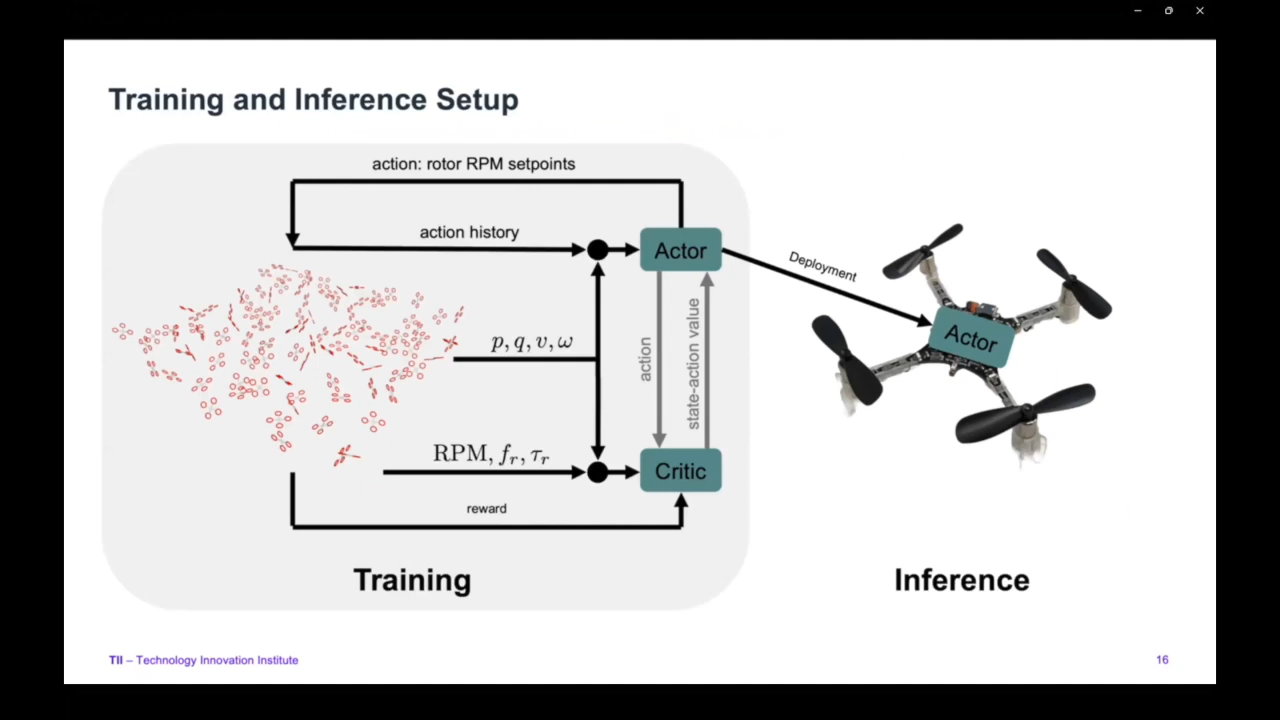 Training and Inference Setup
action: rotor RPM setpoints
action history
Actor
Deployment
Actor
p, q, v, ω
action
state-action value
RPM, f_r, τ_r
Critic
reward
Training
Inference
TII – Technology Innovation Institute
16